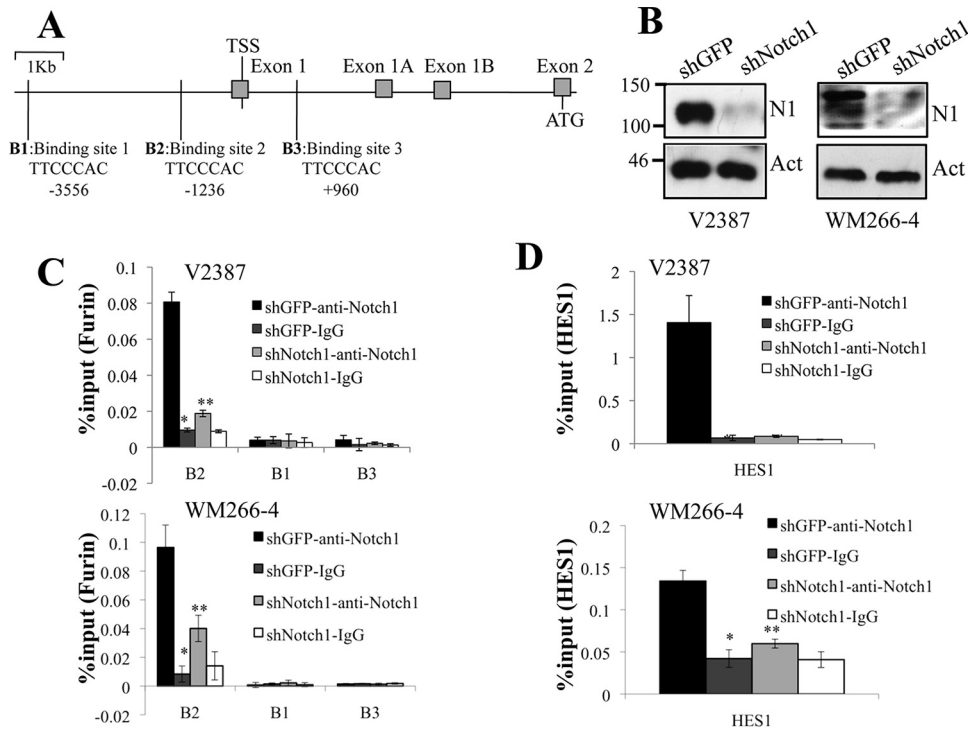 A
1Kb
TSS
Exon 1
Exon 1A
Exon 1B
Exon 2
ATG
B1:Binding site 1
TTCCCAC
-3556
B2:Binding site 2
TTCCCAC
-1236
B3:Binding site 3
TTCCCAC
+960
B
shGFP
shNotch1
shGFP
shNotch1
150
100
46
N1
Act
N1
Act
V2387
WM266-4
C
V2387
%input (Furin)
0.1
0.08
0.06
0.04
0.02
0
-0.02
shGFP-anti-Notch1
shGFP-IgG
shNotch1-anti-Notch1
shNotch1-IgG
*
**
B2
B1
B3
WM266-4
%input (Furin)
0.12
0.1
0.08
0.06
0.04
0.02
0
-0.02
shGFP-anti-Notch1
shGFP-IgG
shNotch1-anti-Notch1
shNotch1-IgG
*
**
B2
B1
B3
D
V2387
%input (HES1)
2
1.5
1
0.5
0
shGFP-anti-Notch1
shGFP-IgG
shNotch1-anti-Notch1
shNotch1-IgG
HES1
WM266-4
%input (HES1)
0.2
0.15
0.1
0.05
0
shGFP-anti-Notch1
shGFP-IgG
shNotch1-anti-Notch1
shNotch1-IgG
*
**
HES1